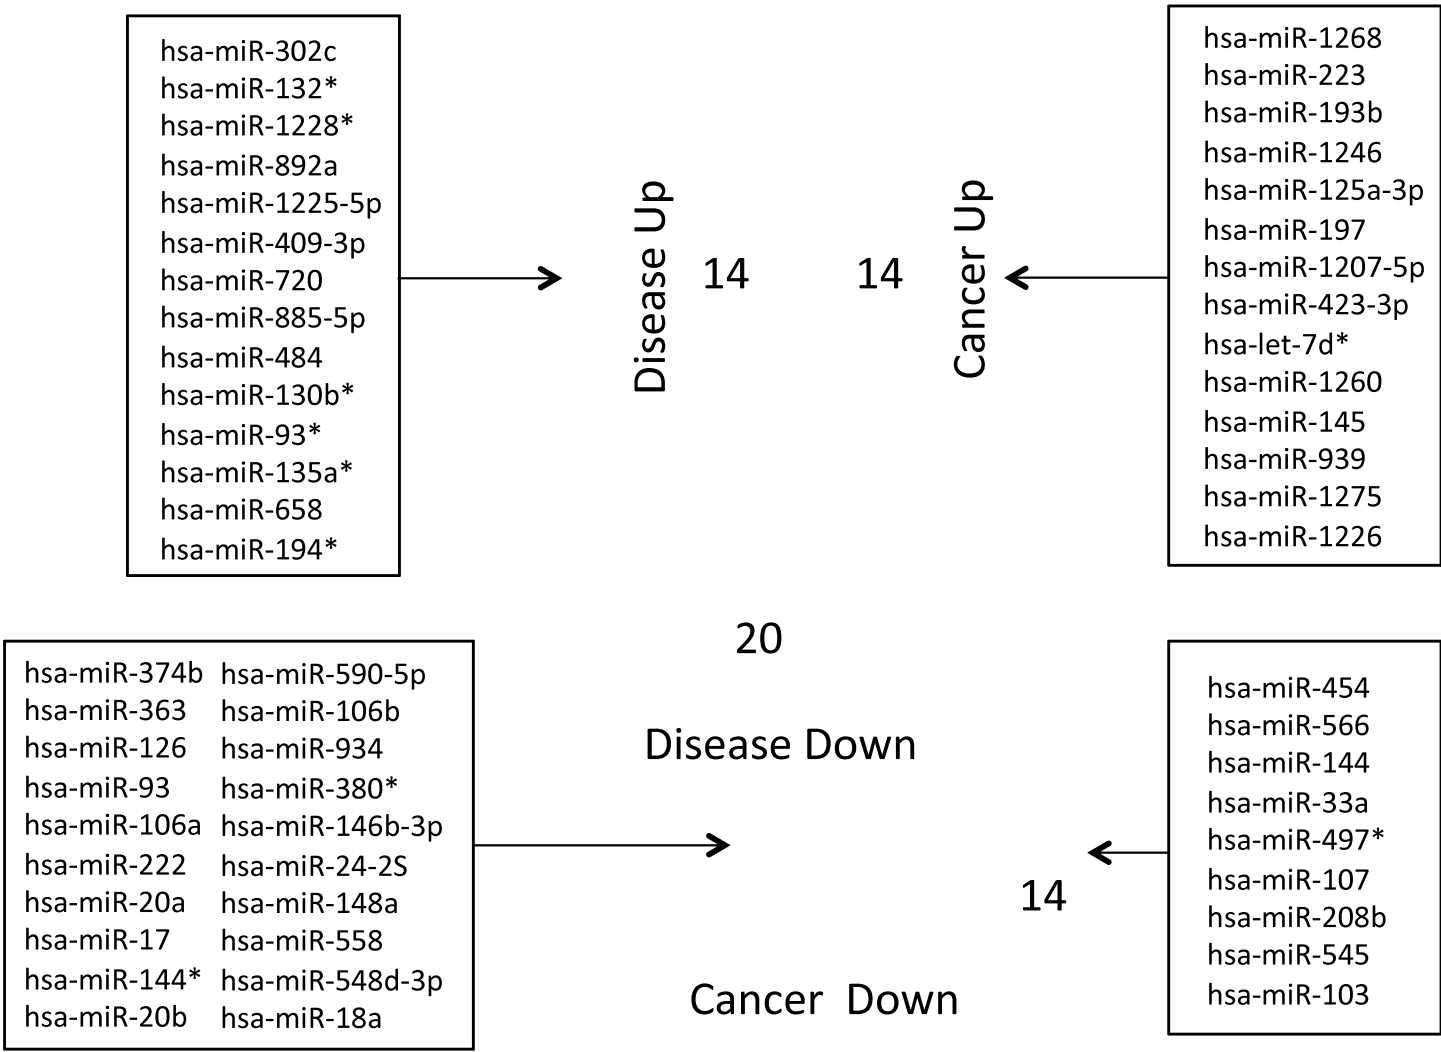 hsa-miR-302c
hsa-miR-132*
hsa-miR-1228*
hsa-miR-892a
hsa-miR-1225-5p
hsa-miR-409-3p
hsa-miR-720
hsa-miR-885-5p
hsa-miR-484
hsa-miR-130b*
hsa-miR-93*
hsa-miR-135a*
hsa-miR-658
hsa-miR-194*
Disease Up
14
14
Cancer Up
hsa-miR-1268
hsa-miR-223
hsa-miR-193b
hsa-miR-1246
hsa-miR-125a-3p
hsa-miR-197
hsa-miR-1207-5p
hsa-miR-423-3p
hsa-let-7d*
hsa-miR-1260
hsa-miR-145
hsa-miR-939
hsa-miR-1275
hsa-miR-1226
hsa-miR-374b hsa-miR-590-5p
hsa-miR-363 hsa-miR-106b
hsa-miR-126 hsa-miR-934
hsa-miR-93 hsa-miR-380*
hsa-miR-106a hsa-miR-146b-3p
hsa-miR-222 hsa-miR-24-2S
hsa-miR-20a hsa-miR-148a
hsa-miR-17 hsa-miR-558
hsa-miR-144* hsa-miR-548d-3p
hsa-miR-20b hsa-miR-18a
20
Disease Down
14
Cancer Down
hsa-miR-454
hsa-miR-566
hsa-miR-144
hsa-miR-33a
hsa-miR-497*
hsa-miR-107
hsa-miR-208b
hsa-miR-545
hsa-miR-103